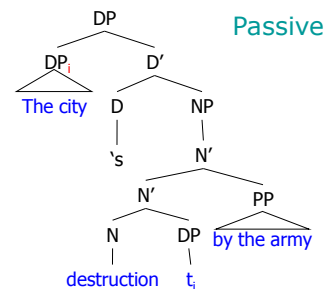 DP Passive
DPi D′
The city D NP
‘s N′
N′ PP
N DP by the army
destruction ti